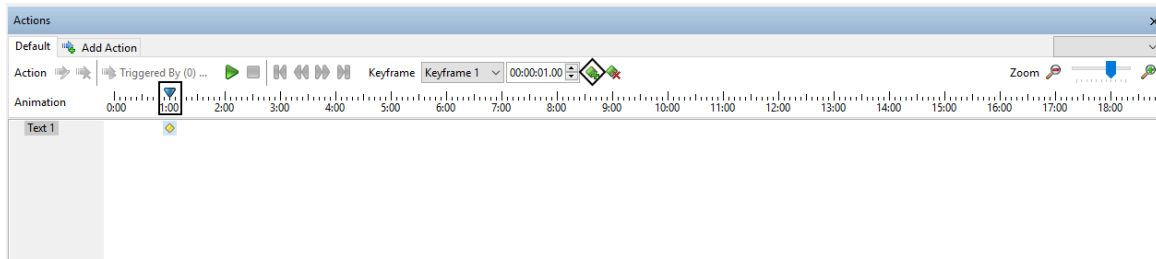 Actions
Default Add Action
Action Triggered By (0) ... Keyframe Keyframe 1 00:00:01.00 Zoom
Animation 0:00 1:00 2:00 3:00 4:00 5:00 6:00 7:00 8:00 9:00 10:00 11:00 12:00 13:00 14:00 15:00 16:00 17:00 18:00
Text 1